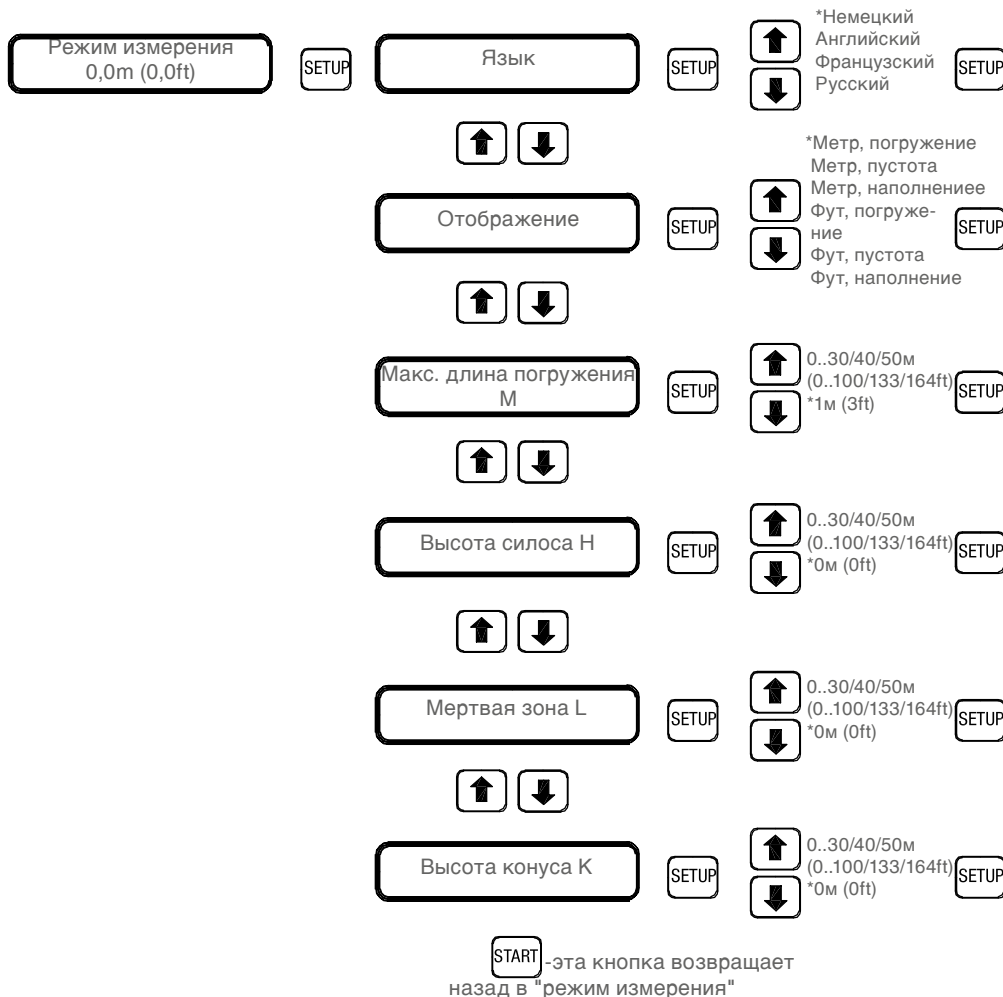 Режим измерения
0,0m (0,0ft)
SETUP
Язык
SETUP
*Немецкий
Английский
Французский
Русский
SETUP
Отображение
SETUP
*Метр, погружение
Метр, пустота
Метр, наполнениее
Фут, погруже-
ние
Фут, пустота
Фут, наполнение
SETUP
Макс. длина погружения
М
SETUP
0..30/40/50м
(0..100/133/164ft)
*1м (3ft)
SETUP
Высота силоса H
SETUP
0..30/40/50м
(0..100/133/164ft)
*0м (0ft)
SETUP
Мертвая зона L
SETUP
0..30/40/50м
(0..100/133/164ft)
*0м (0ft)
SETUP
Высота конуса K
SETUP
0..30/40/50м
(0..100/133/164ft)
*0м (0ft)
SETUP
START -эта кнопка возвращает
назад в "режим измерения"